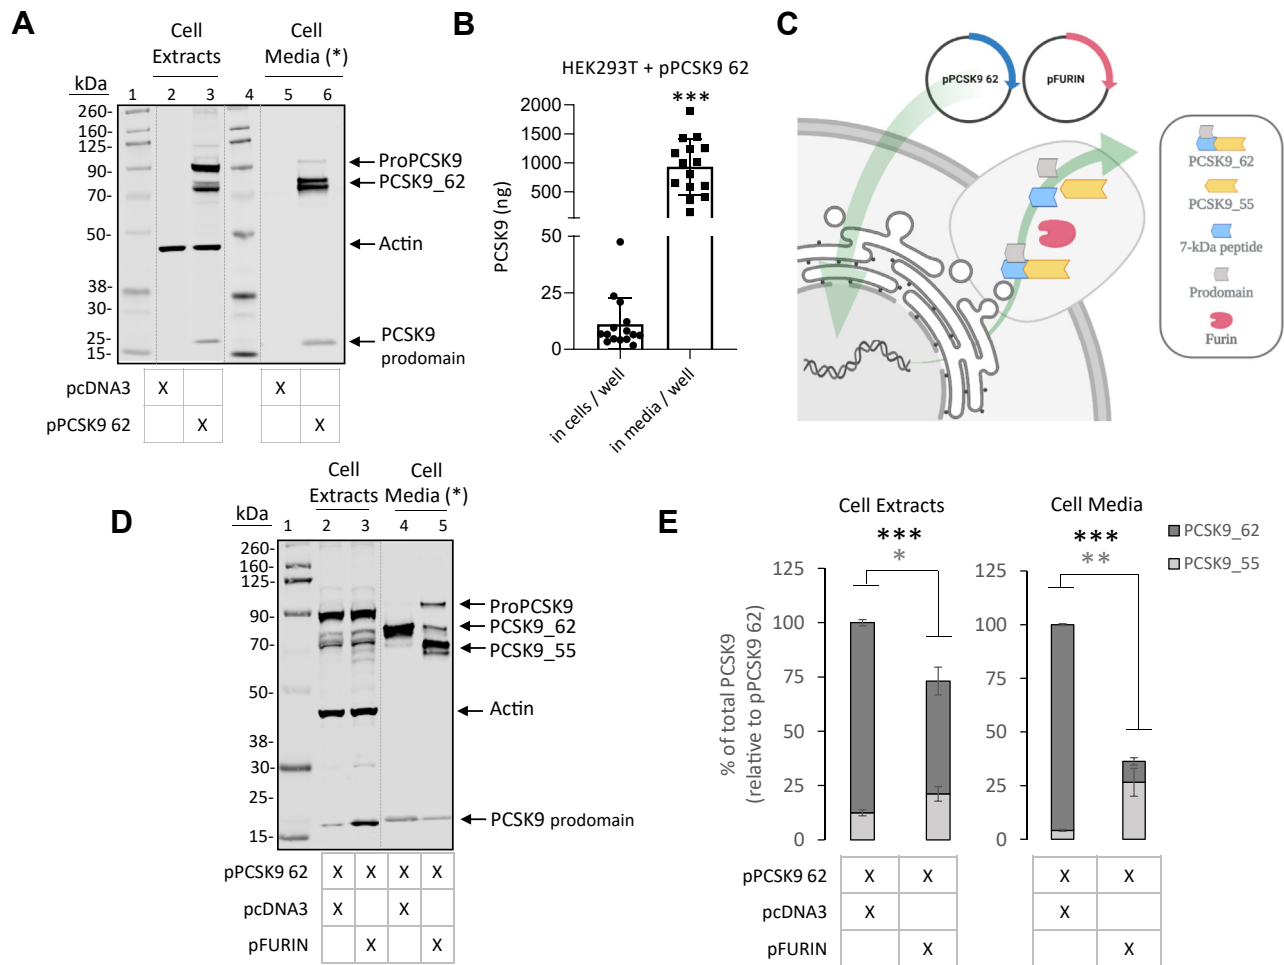 A
Cell
Extracts
Cell
Media (*)
kDa
1 2 3 4 5 6
260-
160-
125-
90-
70-
50-
38-
30-
25-
15-
ProPCSK9
PCSK9_62
Actin
PCSK9
prodomain
pcDNA3 X X
pPCSK9 62 X X
B
HEK293T + pPCSK9 62
***
PCSK9 (ng)
2000
1500
1000
500
50
25
0
in cells / well
in media / well
C
pPCSK9 62
pFURIN
PCSK9_62
PCSK9_55
7-kDa peptide
Prodomain
Furin
D
Cell
Extracts
Cell
Media (*)
kDa
1 2 3 4 5
260-
160-
125-
90-
70-
50-
38-
30-
25-
15-
ProPCSK9
PCSK9_62
PCSK9_55
Actin
PCSK9 prodomain
pPCSK9 62 X X X X
pcDNA3 X X
pFURIN X X
E
% of total PCSK9
(relative to pPCSK9 62)
Cell Extracts
***
*
125
100
75
50
25
0
Cell Media
***
**
125
100
75
50
25
0
PCSK9_62
PCSK9_55
pPCSK9 62 X X X X
pcDNA3 X X
pFURIN X X